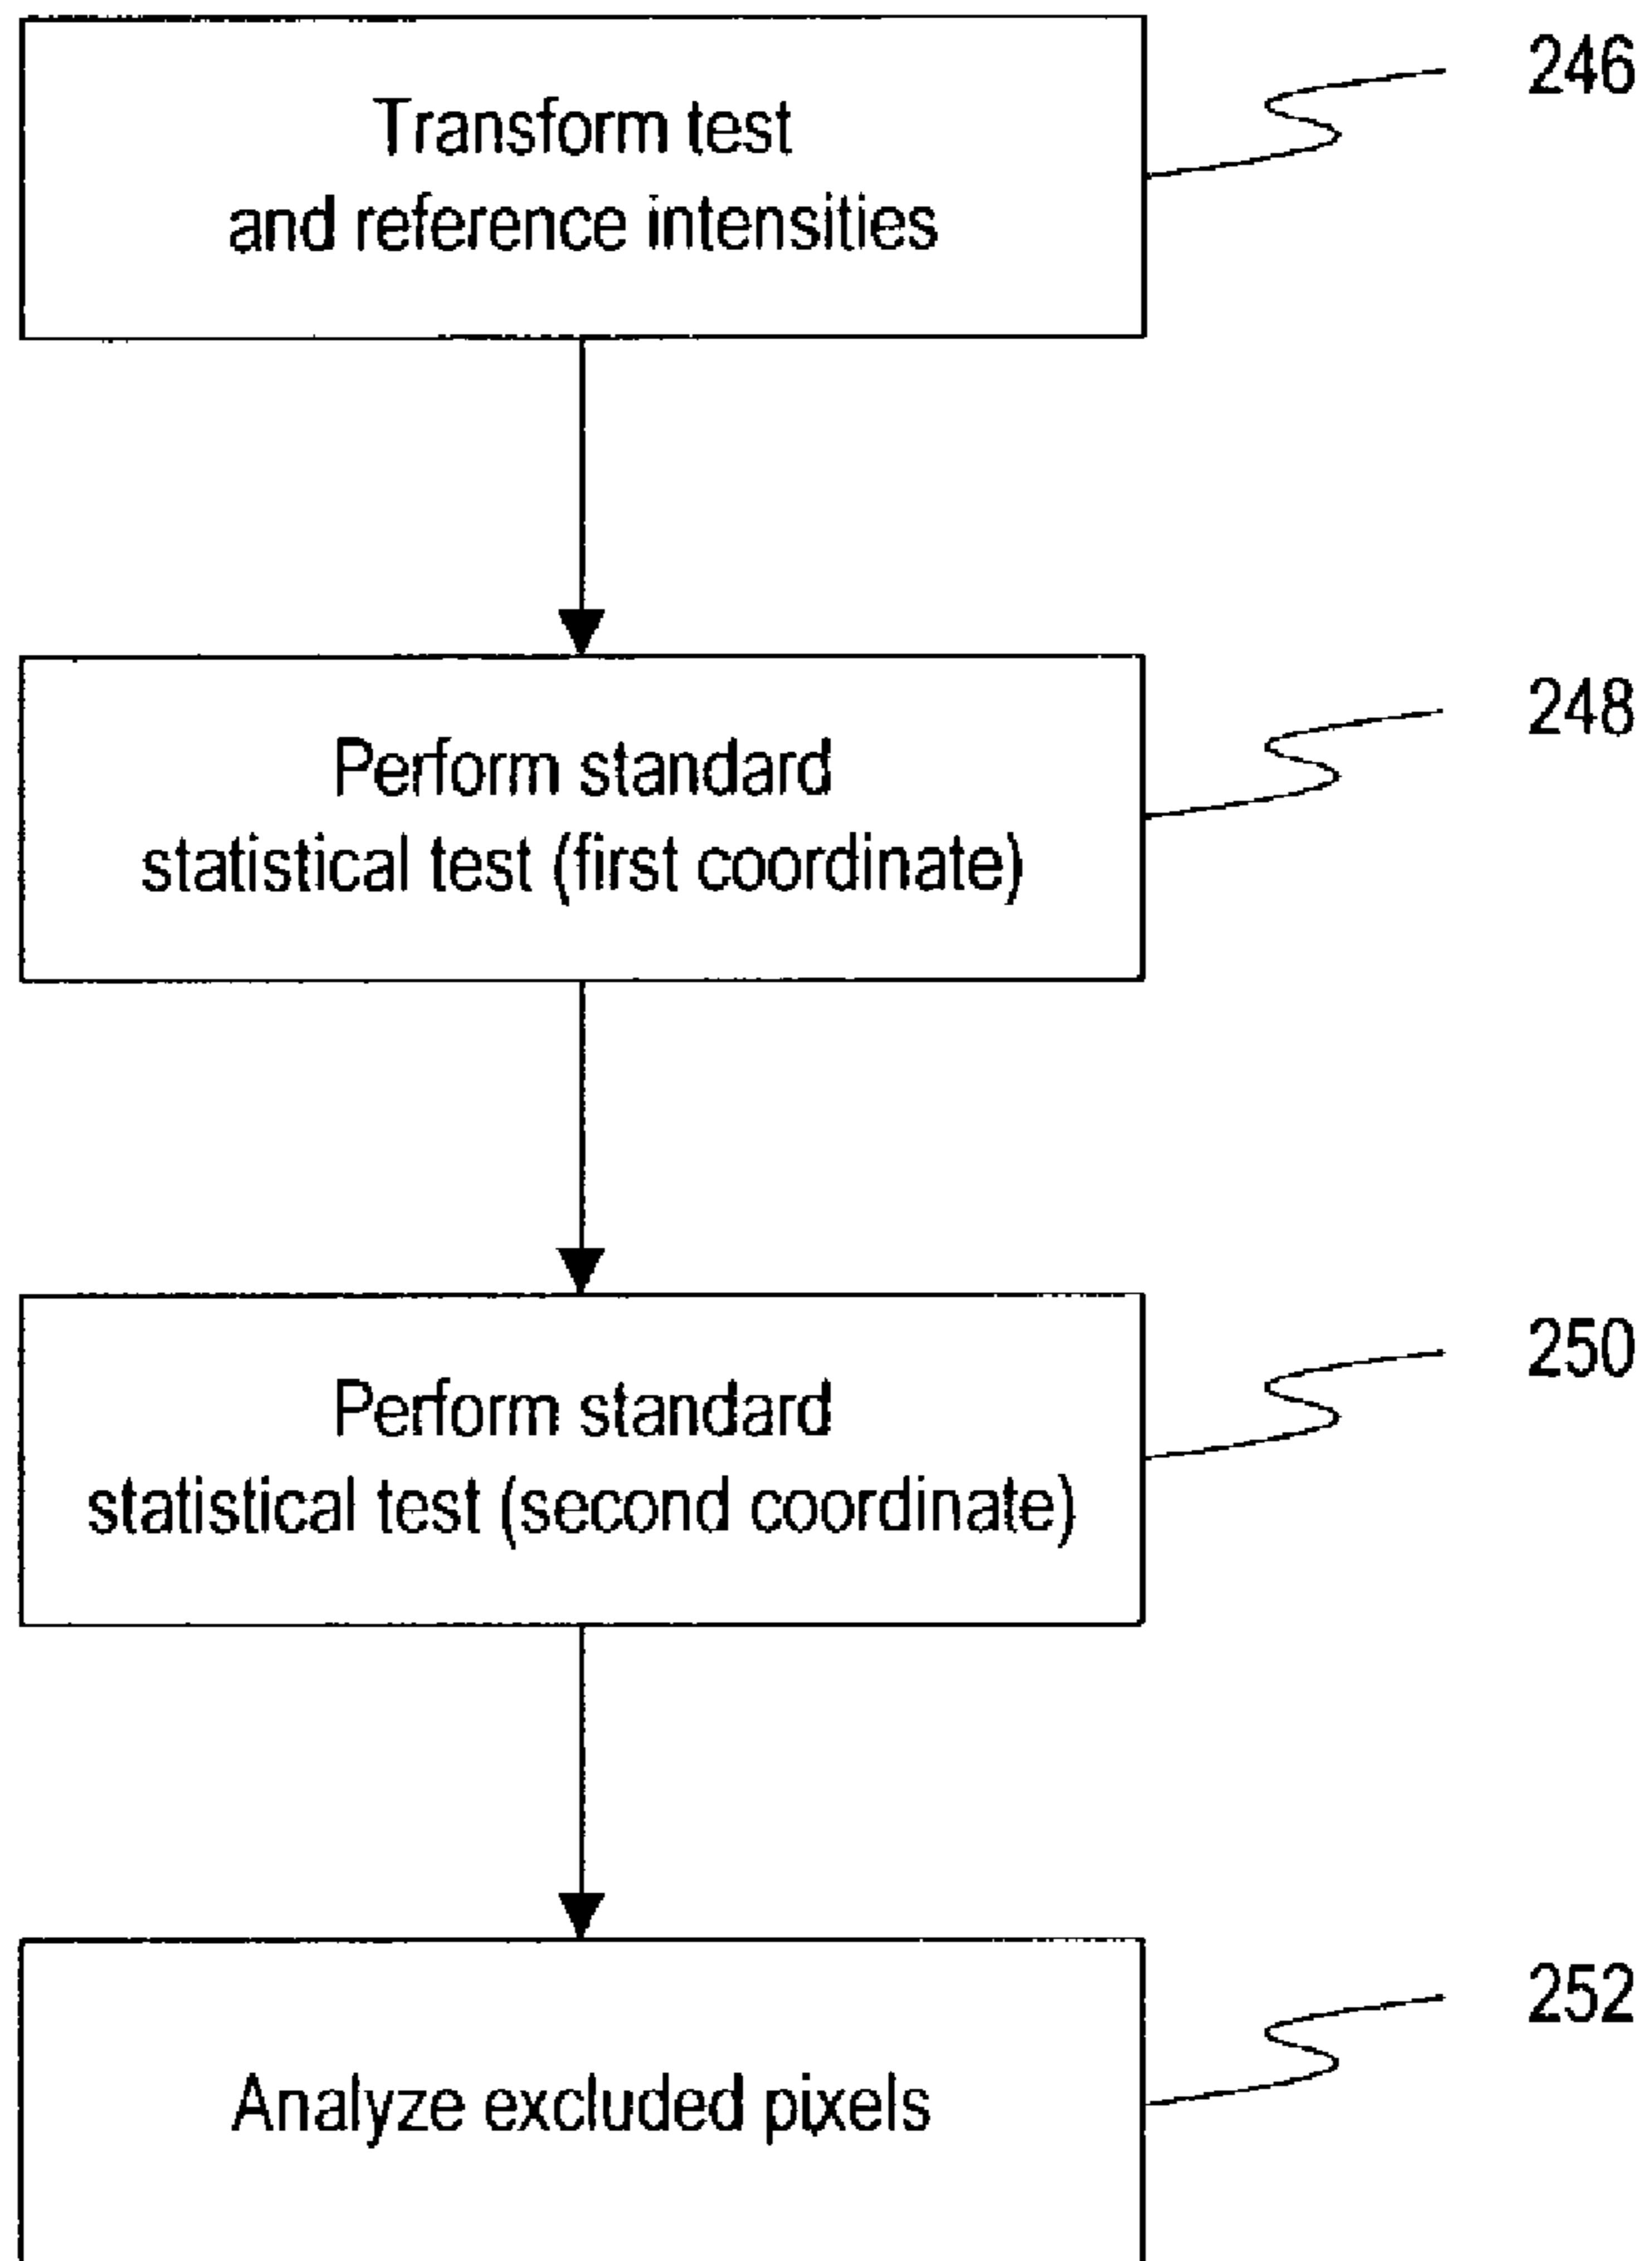 246
Transform test
and reference intensities
248
Perform standard
statistical test (first coordinate)
250
Perform standard
statistical test (second coordinate)
252
Analyze excluded pixels